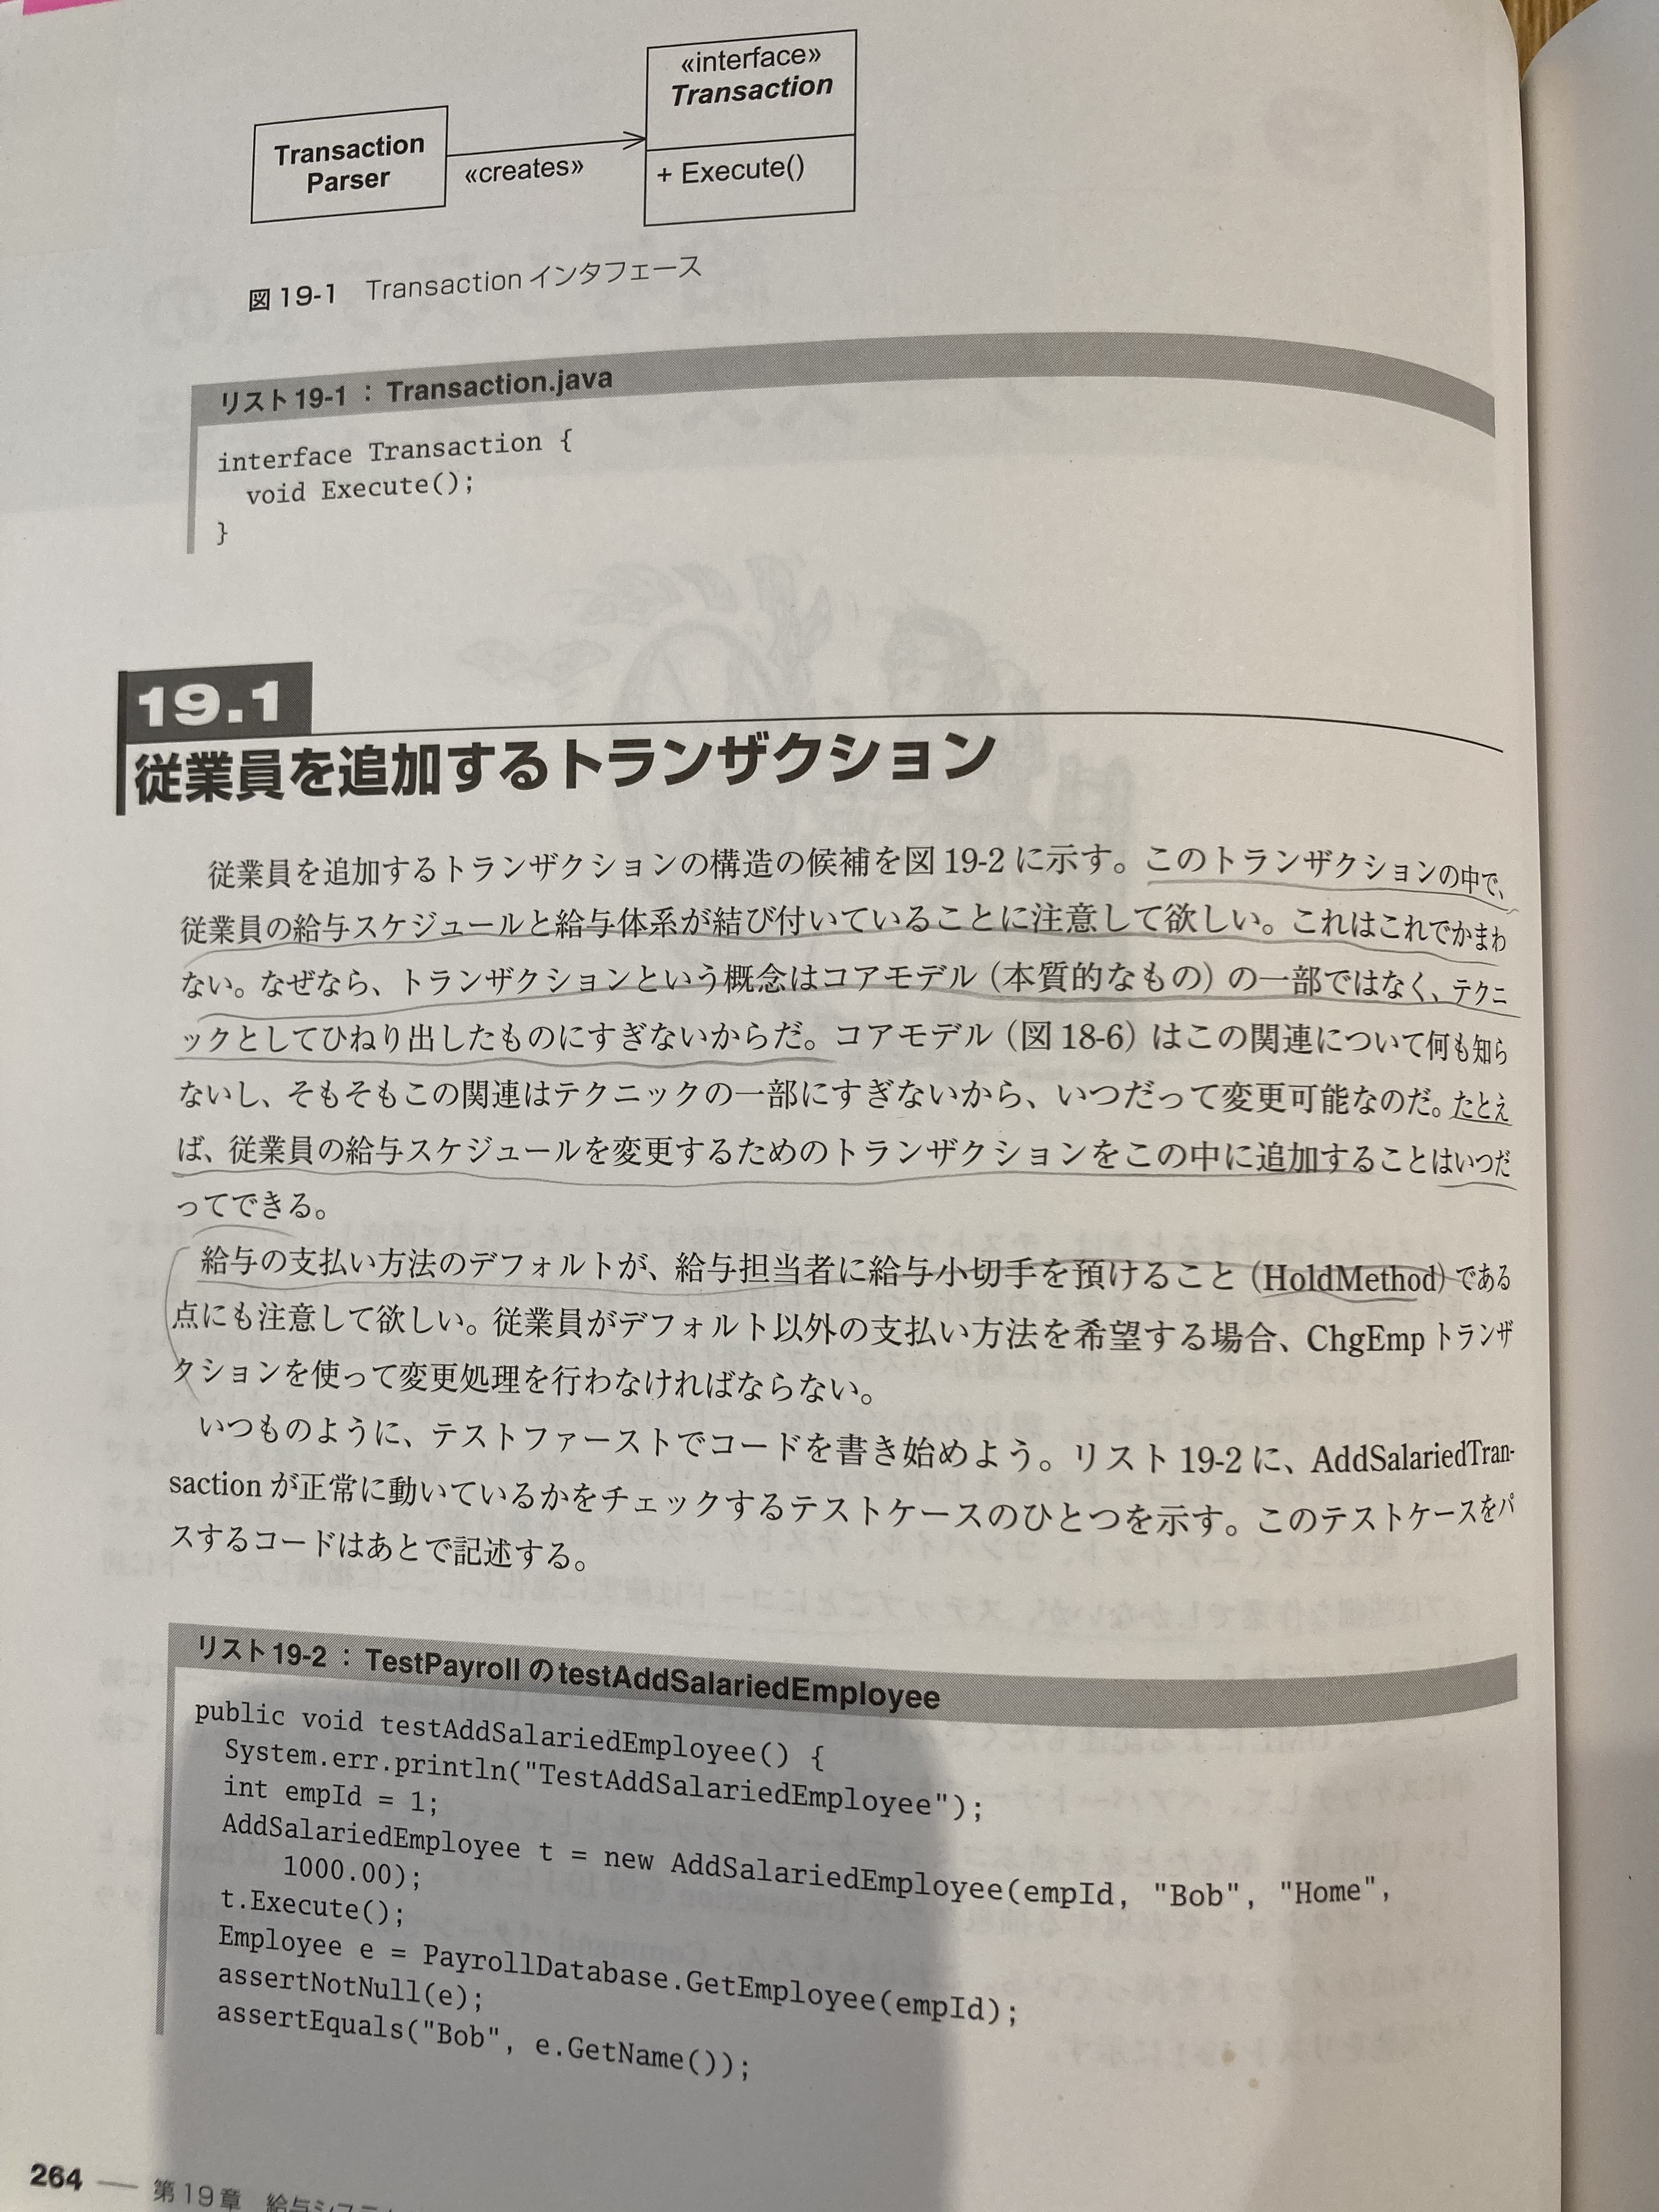 «interface»
Transaction
Transaction
Parser
«creates»
+ Execute()
図 19-1 Transaction インタフェース
リスト 19-1 : Transaction.java
interface Transaction {
void Execute();
}
19.1
従業員を追加するトランザクション
従業員を追加するトランザクションの構造の候補を図 19-2 に示す。このトランザクションの中で、
従業員の給与スケジュールと給与体系が結び付いていることに注意して欲しい。これはこれでかまわ
ない。なぜなら、トランザクションという概念はコアモデル（本質的なもの）の一部ではなく、テクニ
ックとしてひねり出したものにすぎないからだ。コアモデル（図 18-6）はこの関連について何も知ら
ないし、そもそもこの関連はテクニックの一部にすぎないから、いつだって変更可能なのだ。たとえ
ば、従業員の給与スケジュールを変更するためのトランザクションをこの中に追加することはいつだ
ってできる。
給与の支払い方法のデフォルトが、給与担当者に給与小切手を預けること（HoldMethod）である
点にも注意して欲しい。従業員がデフォルト以外の支払い方法を希望する場合、ChgEmp トランザ
クションを使って変更処理を行わなければならない。
いつものように、テストファーストでコードを書き始めよう。リスト 19-2 に、AddSalariedTran-
saction が正常に動いているかをチェックするテストケースのひとつを示す。このテストケースをパ
スするコードはあとで記述する。
リスト 19-2 : TestPayroll の testAddSalariedEmployee
public void testAddSalariedEmployee() {
System.err.println("TestAddSalariedEmployee");
int empId = 1;
AddSalariedEmployee t = new AddSalariedEmployee(empId, "Bob", "Home",
1000.00);
t.Execute();
Employee e = PayrollDatabase.GetEmployee(empId);
assertNotNull(e);
assertEquals("Bob", e.GetName());
264 — 第 19 章 給与システ